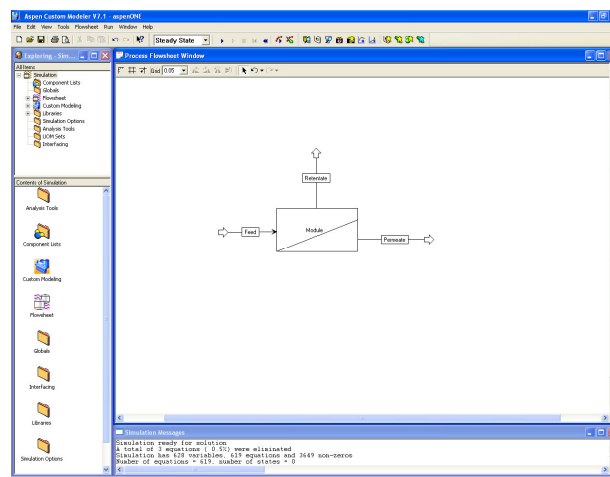 Aspen Custom Modeler V7.1 - aspenONE
File Edit View Tools Flowsheet Run Window Help
Steady State
Exploring - Sim...
All Items
Simulation
Component Lists
Globals
Flowsheet
Custom Modeling
Libraries
Simulation Options
Analysis Tools
UOM Sets
Interfacing
Contents of Simulation
Analysis Tools
Component Lists
Custom Modeling
Flowsheet
Globals
Interfacing
Libraries
Simulation Options
Process Flowsheet Window
Grid 0.05
Retentate
Feed
Module
Permeate
Simulation Messages
Simulation ready for solution
A total of 3 equations ( 0.5%) were eliminated
Simulation has 628 variables, 619 equations and 3649 non-zeros
Number of equations = 619, number of states = 0